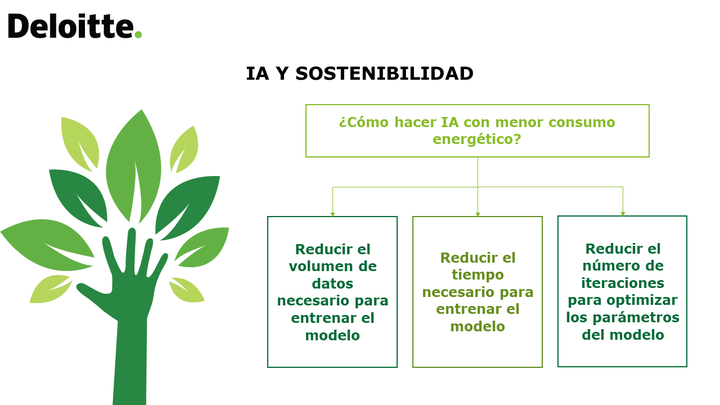 Deloitte.
IA Y SOSTENIBILIDAD
¿Cómo hacer IA con menor consumo
energético?
Reducir el
volumen de
datos
necesario para
entrenar el
modelo
Reducir el
tiempo
necesario para
entrenar el
modelo
Reducir el
número de
iteraciones
para optimizar
los parámetros
del modelo